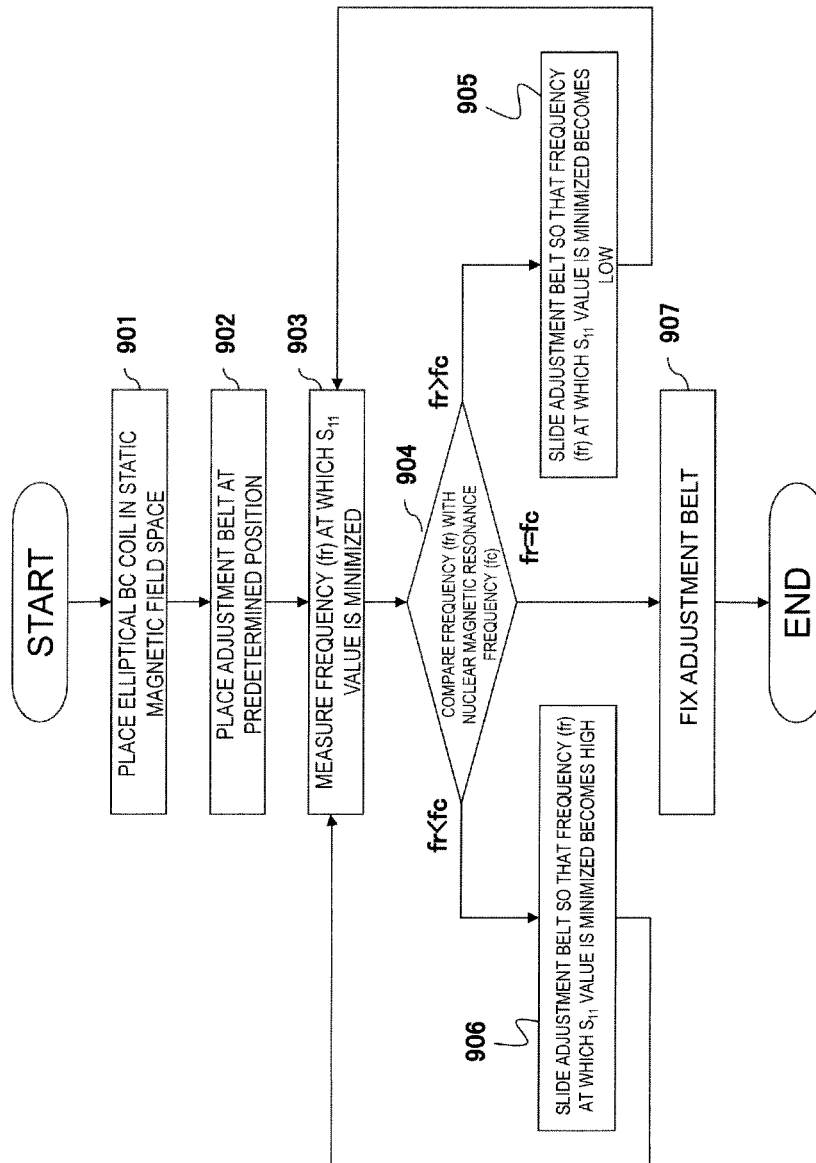 START
901
PLACE ELLIPTICAL BC COIL IN STATIC
MAGNETIC FIELD SPACE
902
PLACE ADJUSTMENT BELT AT
PREDETERMINED POSITION
903
MEASURE FREQUENCY (fr) AT WHICH S₁₁
VALUE IS MINIMIZED
904
COMPARE FREQUENCY (fr) WITH
NUCLEAR MAGNETIC RESONANCE
FREQUENCY (fc)
fr<fc
fr=fc
fr>fc
906
SLIDE ADJUSTMENT BELT SO THAT FREQUENCY (fr)
AT WHICH S₁₁ VALUE IS MINIMIZED BECOMES HIGH
905
SLIDE ADJUSTMENT BELT SO THAT FREQUENCY
(fr) AT WHICH S₁₁ VALUE IS MINIMIZED BECOMES
LOW
907
FIX ADJUSTMENT BELT
END